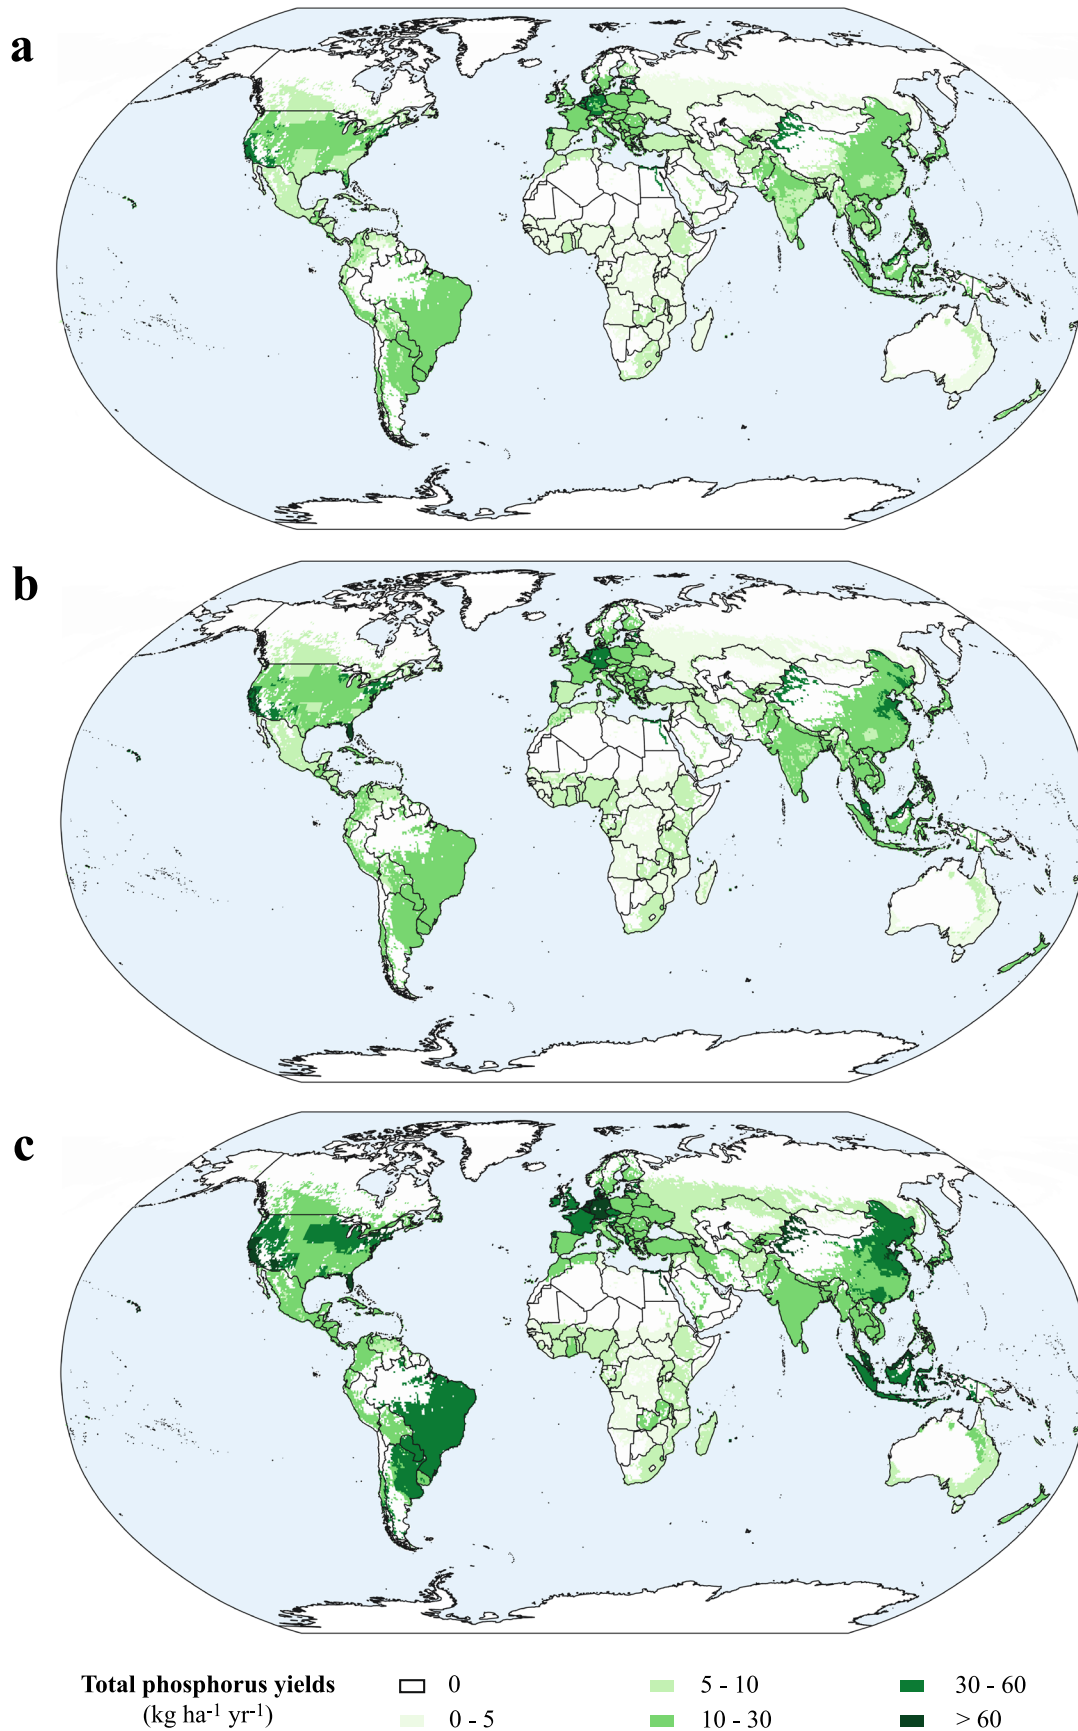 a
b
c
Total phosphorus yields
(kg ha⁻¹ yr⁻¹)
0
0 - 5
5 - 10
10 - 30
30 - 60
> 60